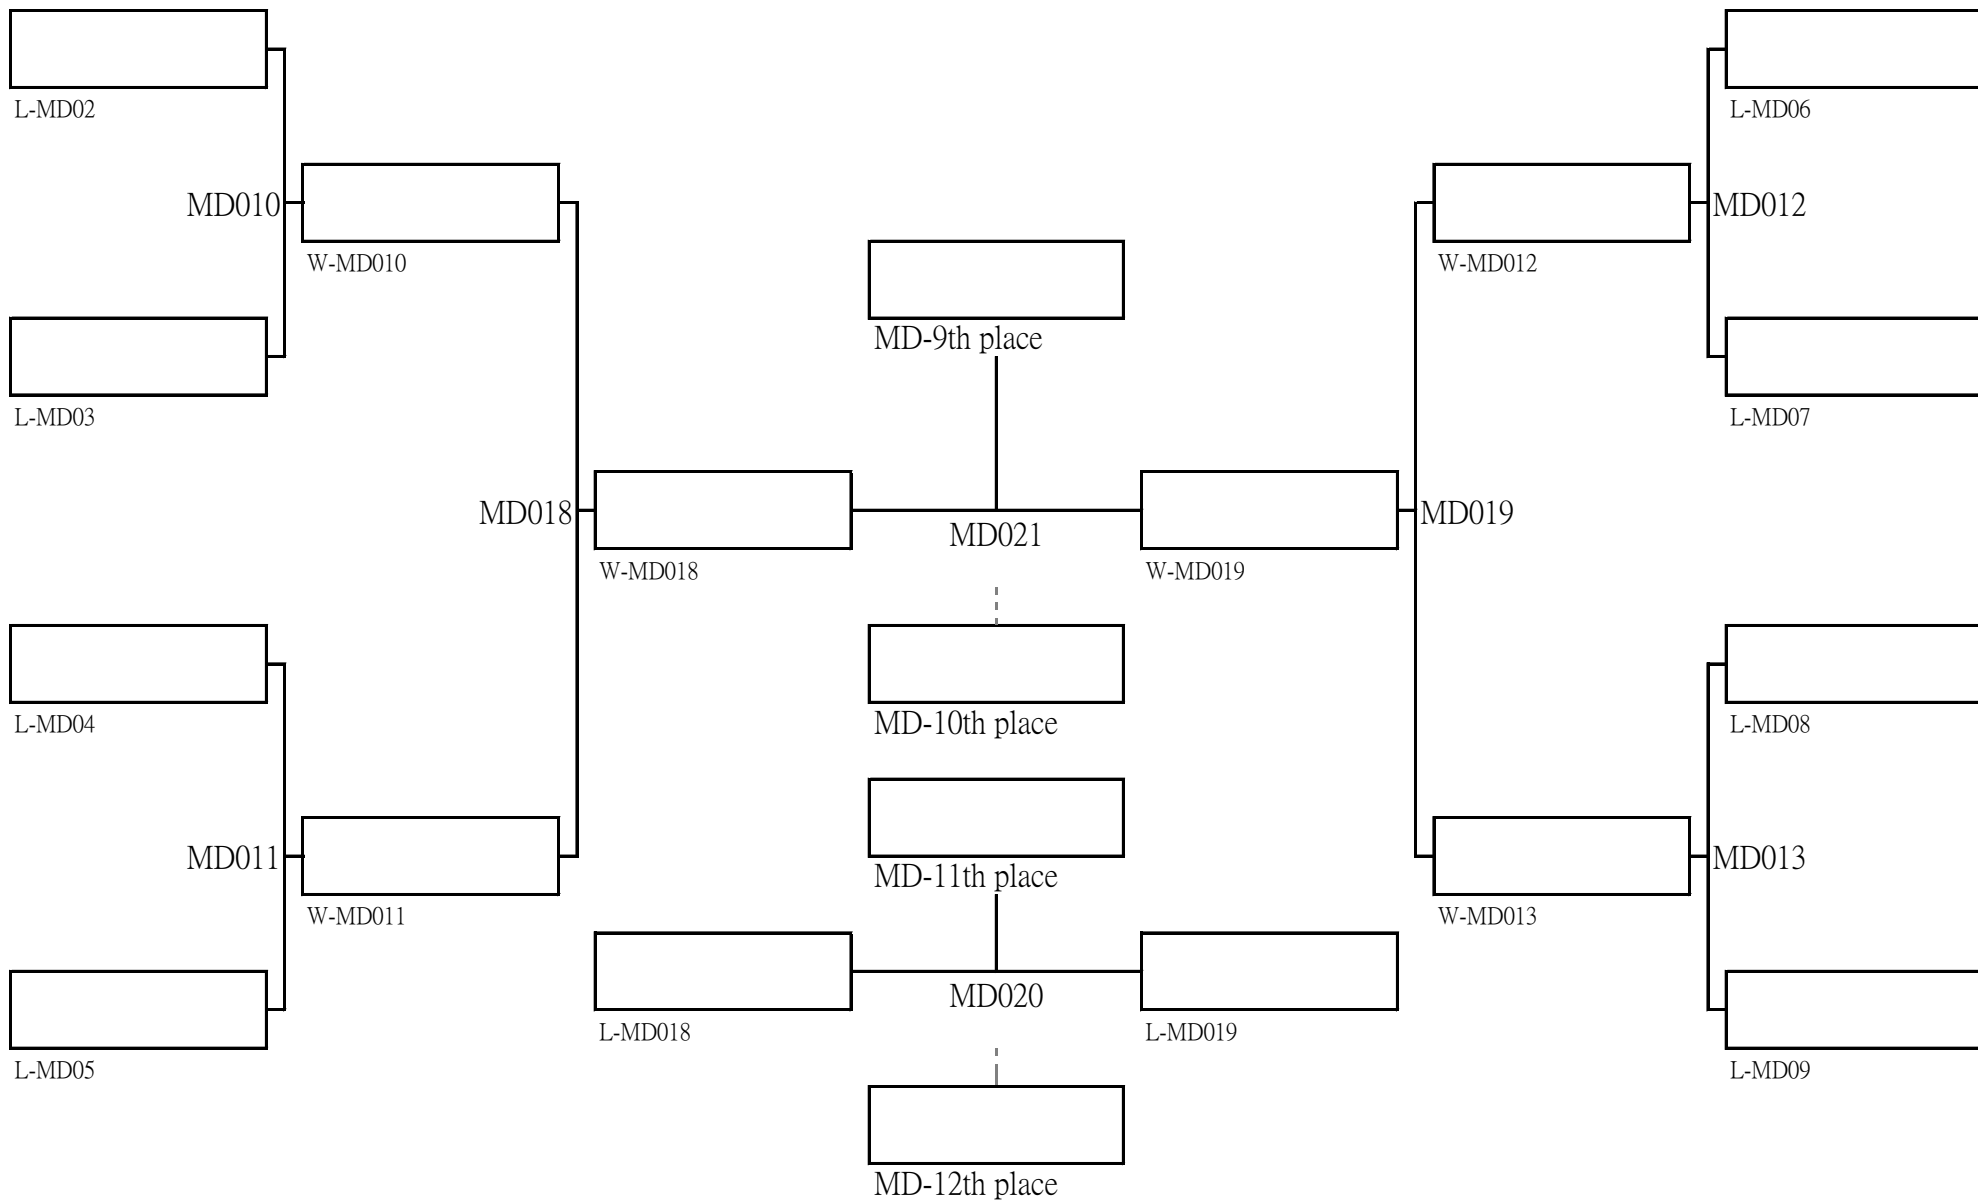 L-MD02
L-MD06
MD010
MD012
W-MD010
W-MD012
MD-9th place
L-MD03
L-MD07
MD018
MD019
MD021
W-MD018
W-MD019
L-MD04
MD-10th place
L-MD08
MD011
MD013
MD-11th place
W-MD011
W-MD013
MD020
L-MD018
L-MD019
L-MD05
L-MD09
MD-12th place